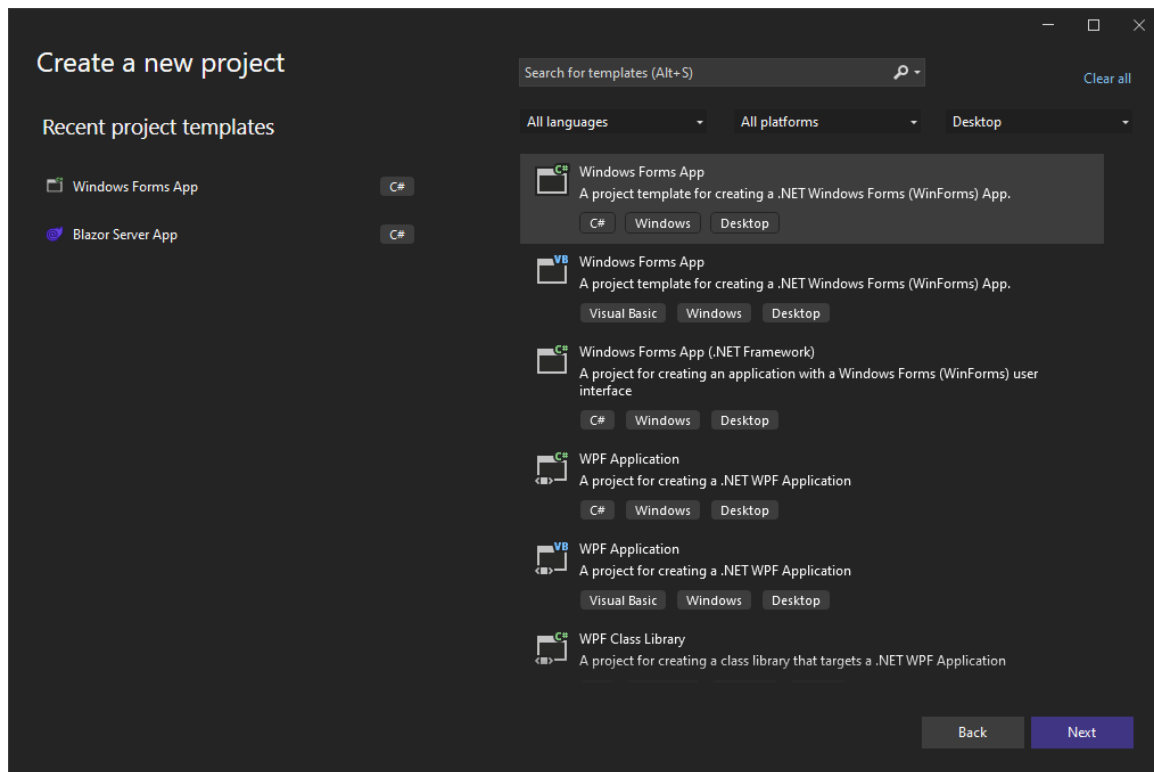 Create a new project
Recent project templates
Windows Forms App C#
Blazor Server App C#
Search for templates (Alt+S)
Clear all
All languages All platforms Desktop
C#
Windows Forms App
A project template for creating a .NET Windows Forms (WinForms) App.
C# Windows Desktop
VB
Windows Forms App
A project template for creating a .NET Windows Forms (WinForms) App.
Visual Basic Windows Desktop
C#
Windows Forms App (.NET Framework)
A project for creating an application with a Windows Forms (WinForms) user
interface
C# Windows Desktop
C#
WPF Application
A project for creating a .NET WPF Application
C# Windows Desktop
VB
WPF Application
A project for creating a .NET WPF Application
Visual Basic Windows Desktop
C#
WPF Class Library
A project for creating a class library that targets a .NET WPF Application
Back Next